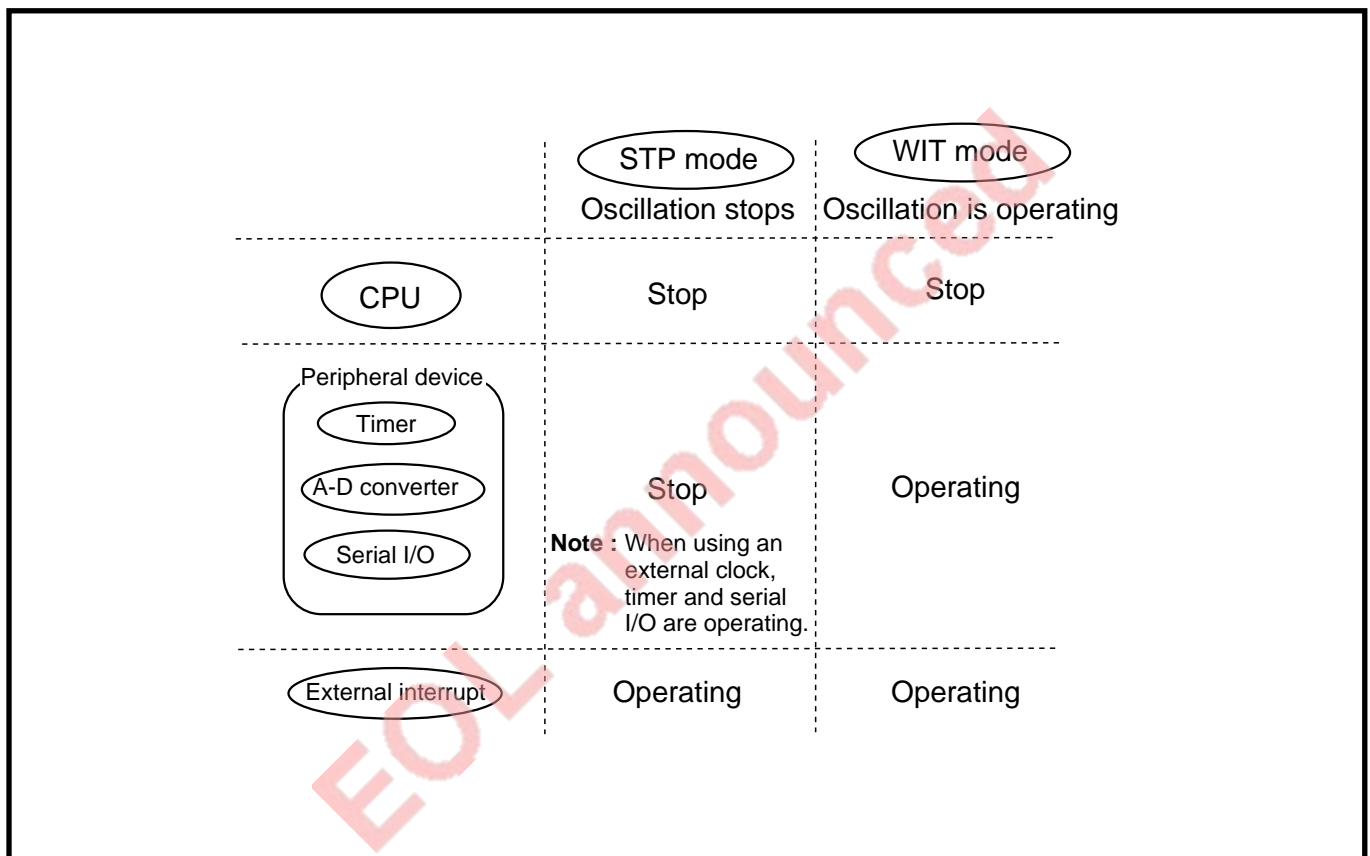 STP mode
WIT mode
Oscillation stops
Oscillation is operating
CPU
Stop
Stop
Peripheral device
Timer
A-D converter
Serial I/O
Stop
Operating
Note : When using an
external clock,
timer and serial
I/O are operating.
External interrupt
Operating
Operating
EOL announced